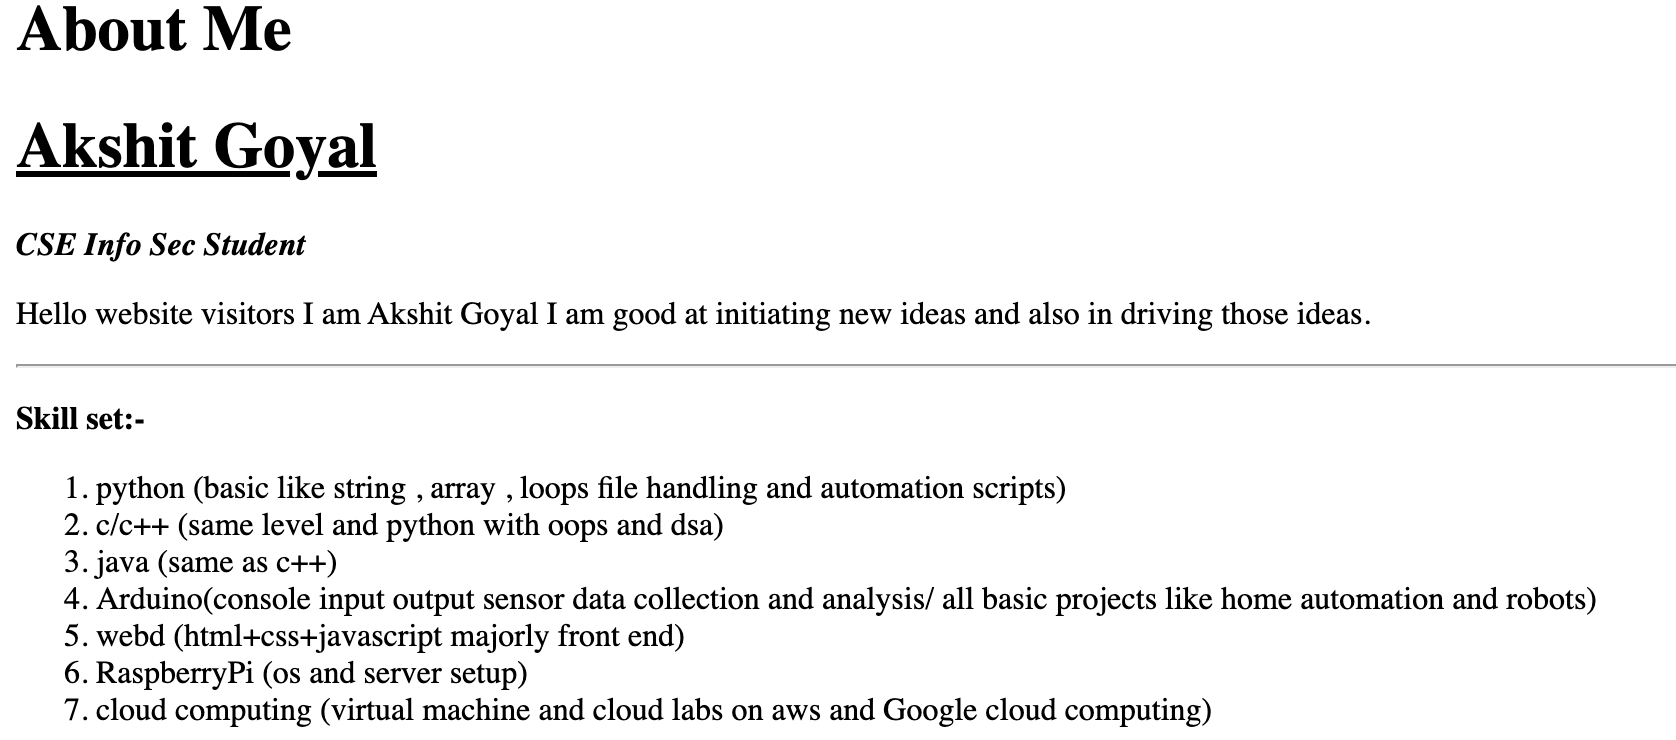 About Me
Akshit Goyal
CSE Info Sec Student
Hello website visitors I am Akshit Goyal I am good at initiating new ideas and also in driving those ideas.
Skill set:-
1. python (basic like string , array , loops file handling and automation scripts)
2. c/c++ (same level and python with oops and dsa)
3. java (same as c++)
4. Arduino(console input output sensor data collection and analysis/ all basic projects like home automation and robots)
5. webd (html+css+javascript majorly front end)
6. RaspberryPi (os and server setup)
7. cloud computing (virtual machine and cloud labs on aws and Google cloud computing)